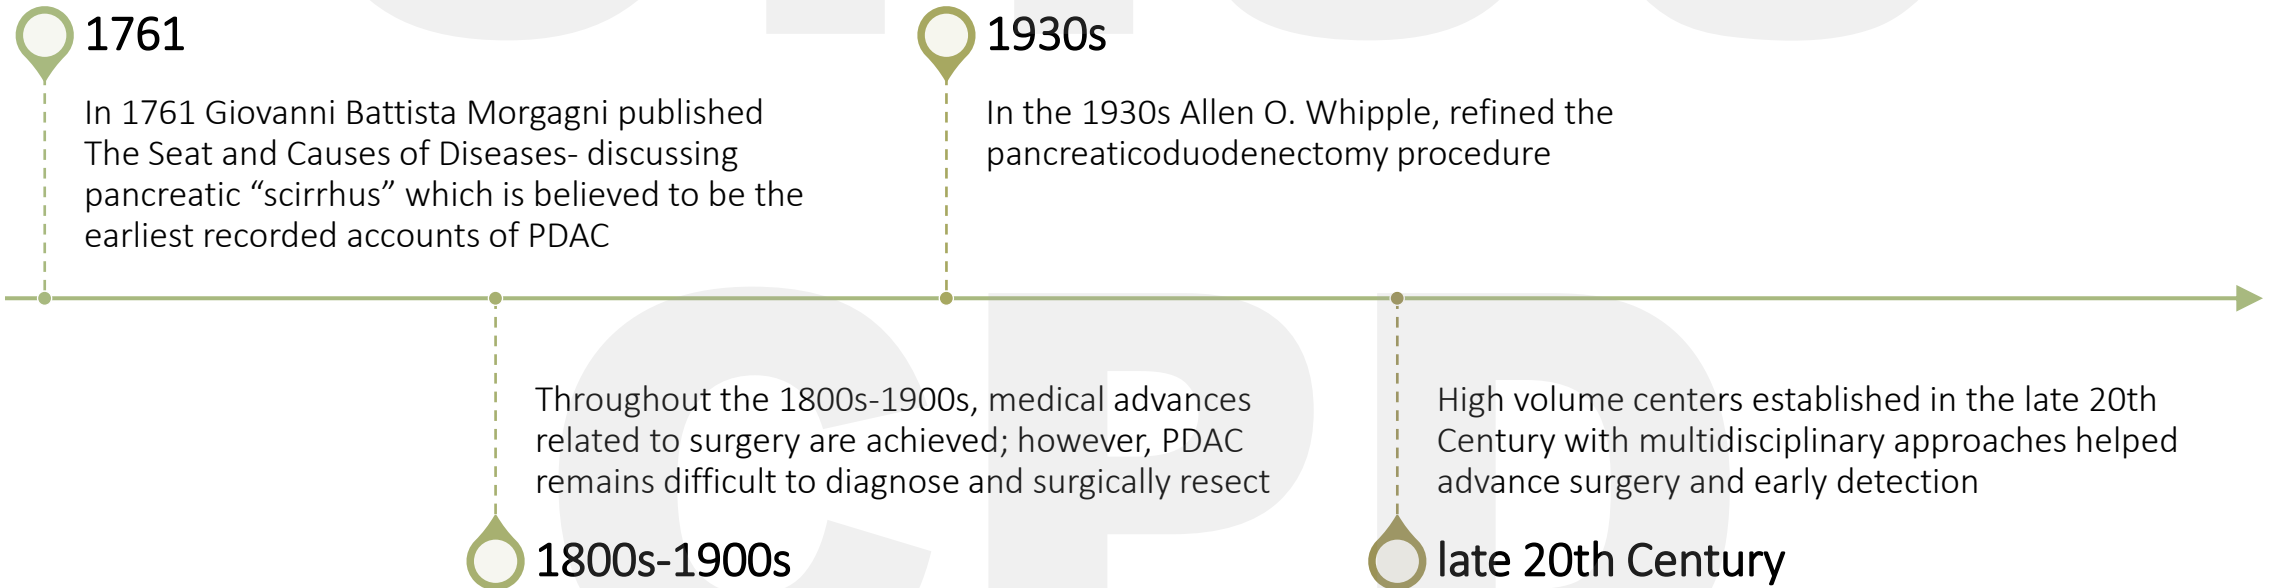 1761
In 1761 Giovanni Battista Morgagni published
The Seat and Causes of Diseases- discussing
pancreatic “scirrhus” which is believed to be the
earliest recorded accounts of PDAC
1930s
In the 1930s Allen O. Whipple, refined the
pancreaticoduodenectomy procedure
Throughout the 1800s-1900s, medical advances
related to surgery are achieved; however, PDAC
remains difficult to diagnose and surgically resect
1800s-1900s
High volume centers established in the late 20th
Century with multidisciplinary approaches helped
advance surgery and early detection
late 20th Century
CPD